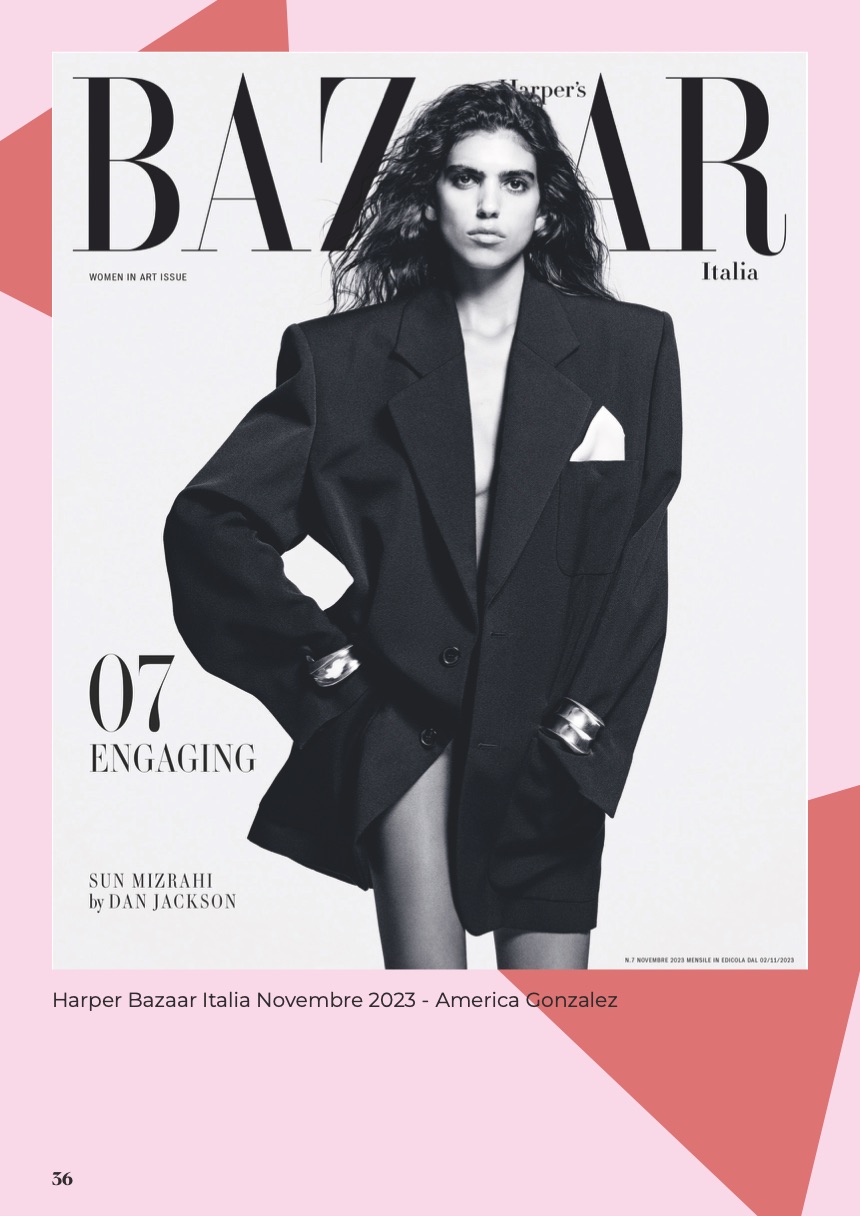 Harper's
BAZAAR
Italia
WOMEN IN ART ISSUE
07
ENGAGING
SUN MIZRAHI
by DAN JACKSON
N.7 NOVEMBRE 2023 MENSILE IN EDICOLA DAL 02/11/2023
Harper Bazaar Italia Novembre 2023 - America Gonzalez
36